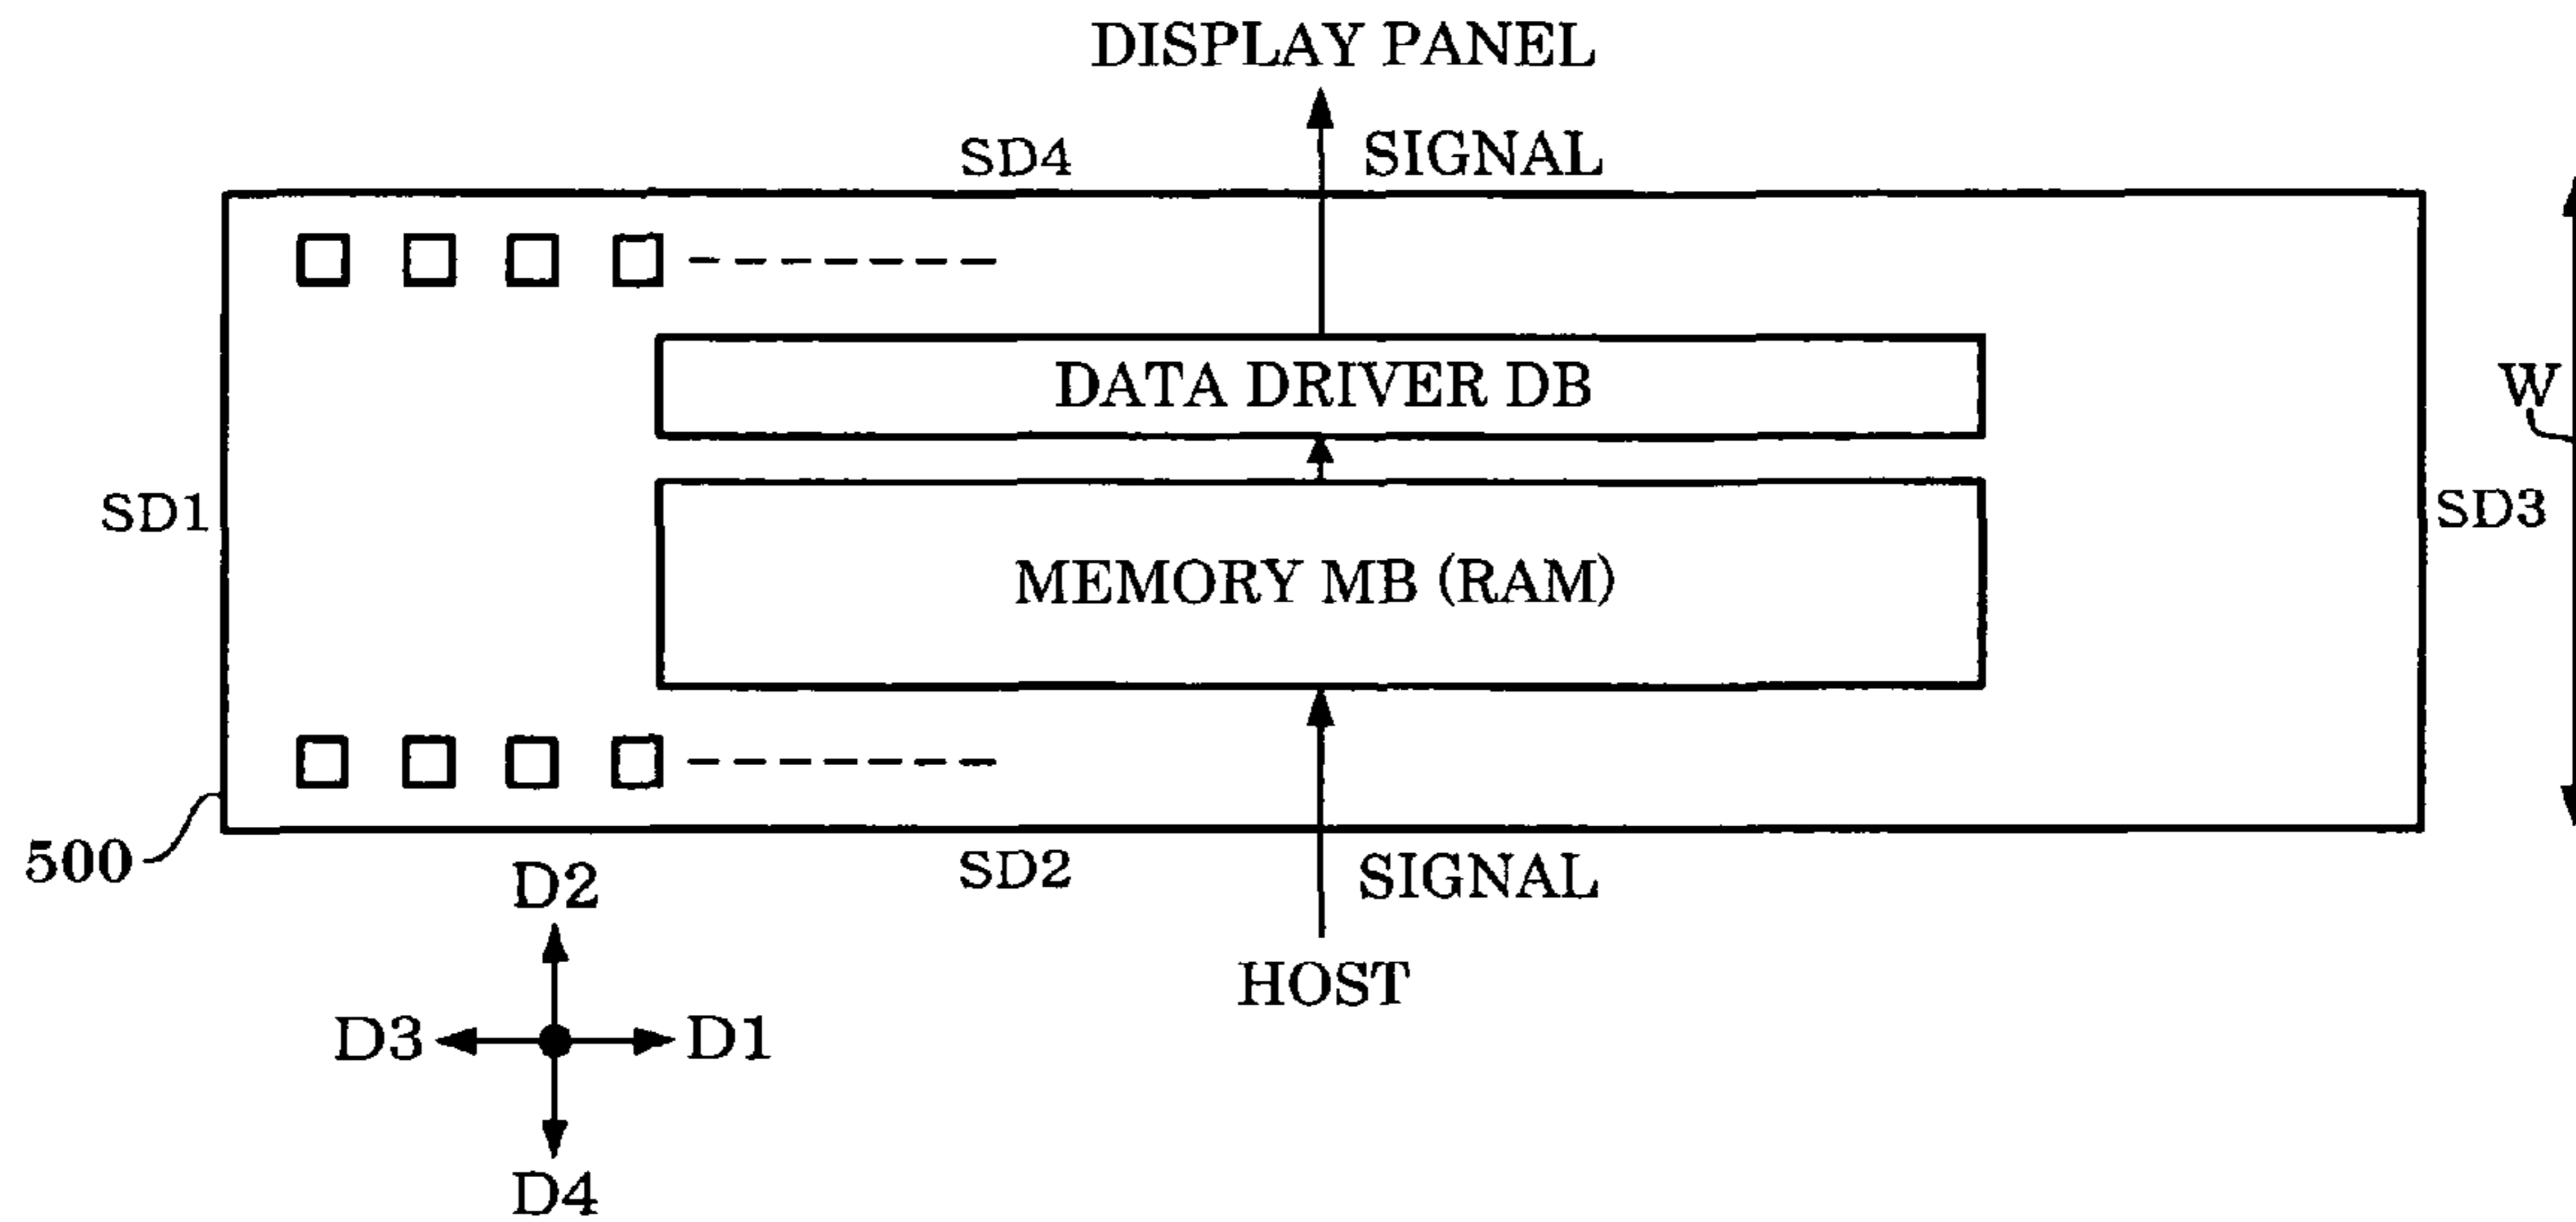 DISPLAY PANEL
SD4
SIGNAL
DATA DRIVER DB
W
SD1
SD3
MEMORY MB (RAM)
500
SD2
SIGNAL
D2
HOST
D3
D1
D4